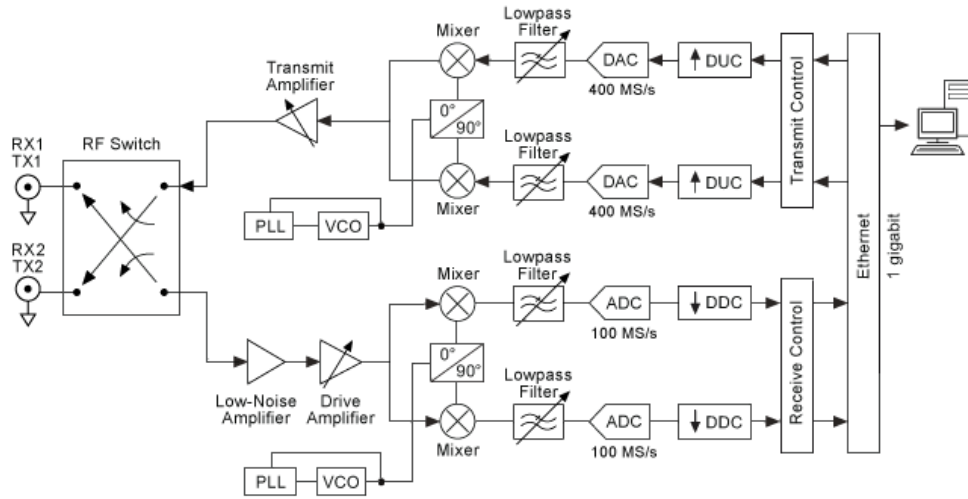 Mixer
Lowpass
Filter
DAC
400 MS/s
↑ DUC
Transmit
Amplifier
0°
90°
RX1
TX1
RF Switch
Lowpass
Filter
DAC
400 MS/s
↑ DUC
Transmit Control
Mixer
PLL
VCO
RX2
TX2
Mixer
Lowpass
Filter
ADC
100 MS/s
↓ DDC
0°
90°
Low-Noise
Amplifier
Drive
Amplifier
Lowpass
Filter
ADC
100 MS/s
↓ DDC
Receive Control
Mixer
PLL
VCO
Ethernet
1 gigabit